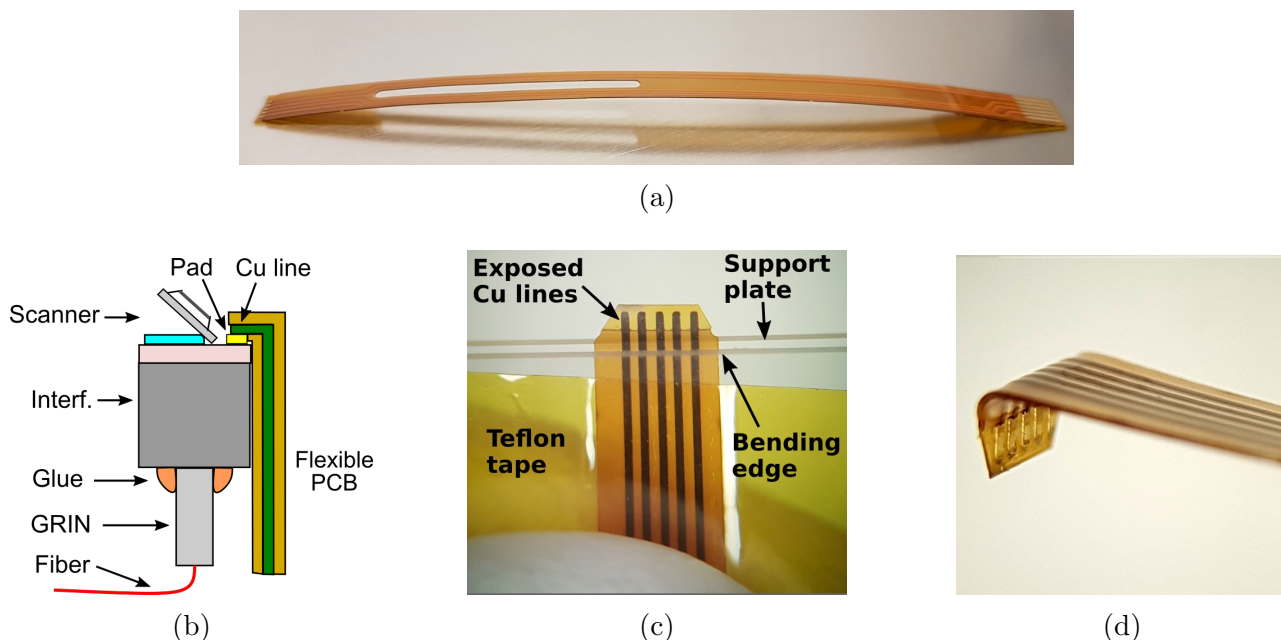 (a)
Pad
Cu line
Scanner
Interf.
Glue
GRIN
Fiber
Flexible
PCB
(b)
Exposed
Cu lines
Support
plate
Teflon
tape
Bending
edge
(c)
(d)